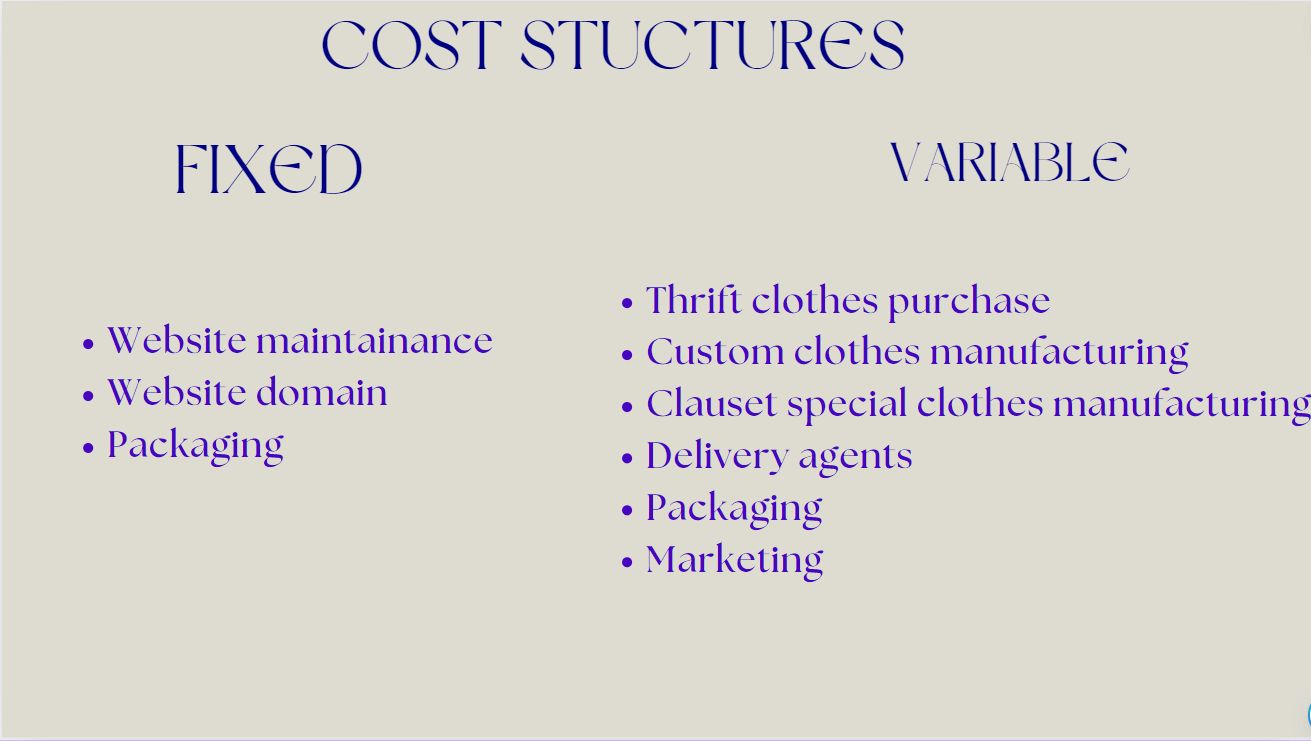 COST STUCTURES
FIXED
VARIABLE
• Website maintainance
• Website domain
• Packaging
• Thrift clothes purchase
• Custom clothes manufacturing
• Clauset special clothes manufacturing
• Delivery agents
• Packaging
• Marketing